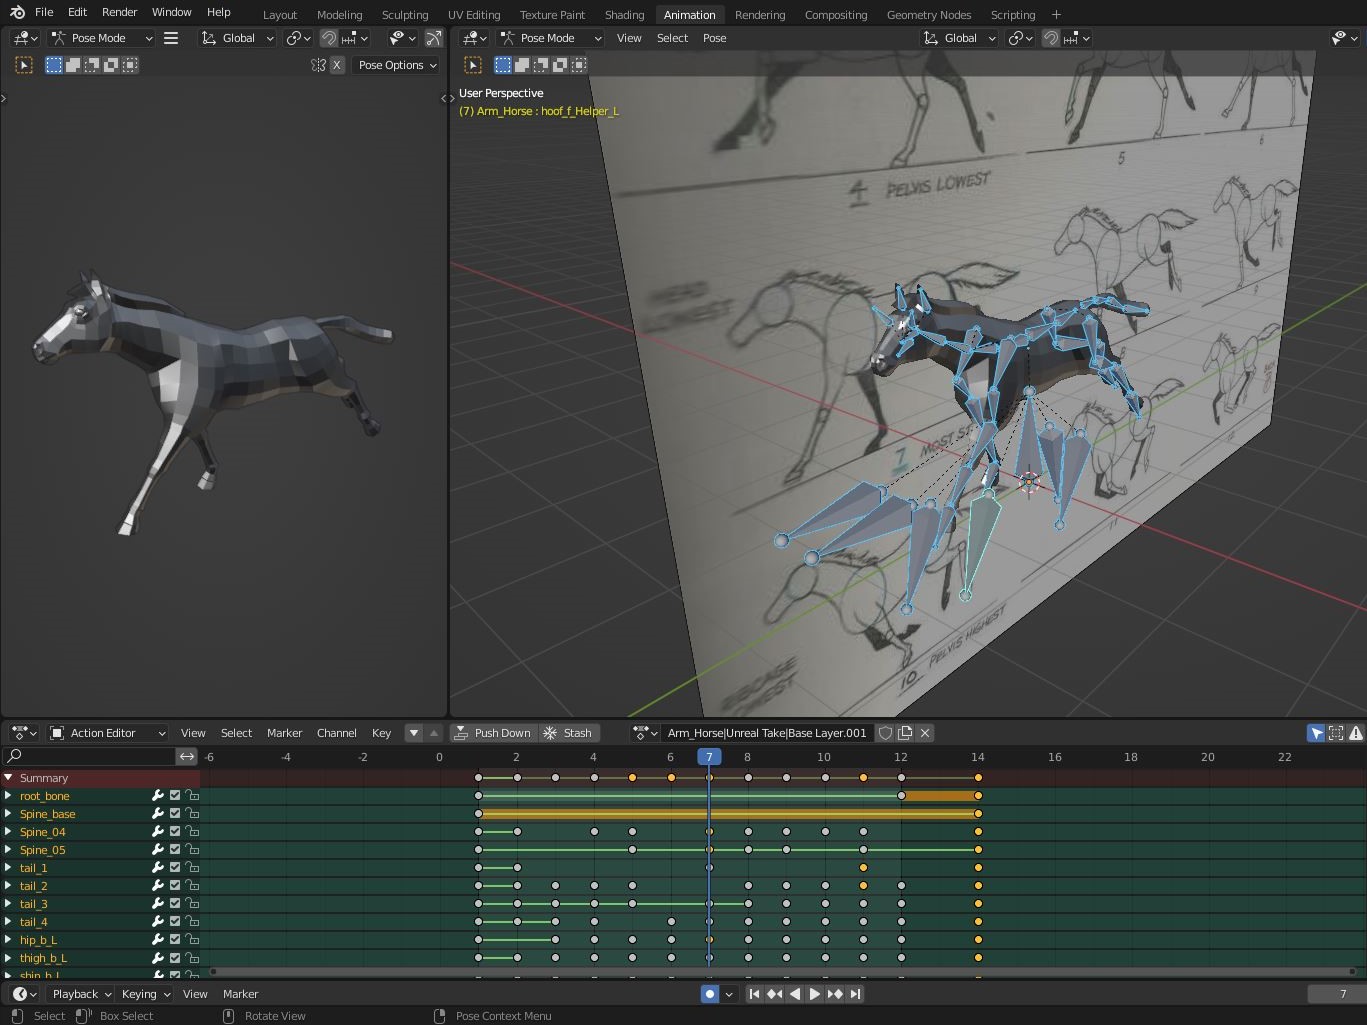 File Edit Render Window Help Layout Modeling Sculpting UV Editing Texture Paint Shading Animation Rendering Compositing Geometry Nodes Scripting +
Pose Mode Global
Pose Mode View Select Pose Global
X Pose Options
User Perspective
(7) Arm_Horse : hoof_f_Helper_L
4 PELVIS LOWEST
5
6
HEAD
LOWEST
7
8
9
10 PELVIS HIGHEST
11
Action Editor View Select Marker Channel Key Push Down Stash Arm_Horse|Unreal Take|Base Layer.001
-6 -4 -2 0 2 4 6 7 8 10 12 14 16 18 20 22
Summary
root_bone
Spine_base
Spine_04
Spine_05
tail_1
tail_2
tail_3
tail_4
hip_b_L
thigh_b_L
shin_b_L
Playback Keying View Marker 7
Select Box Select Rotate View Pose Context Menu